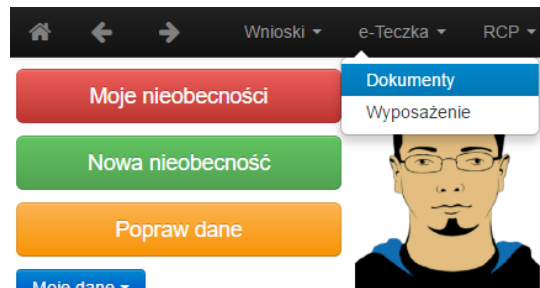 Wnioski e-Teczka RCP
Moje nieobecności
Dokumenty
Wyposażenie
Nowa nieobecność
Popraw dane
Moje dane